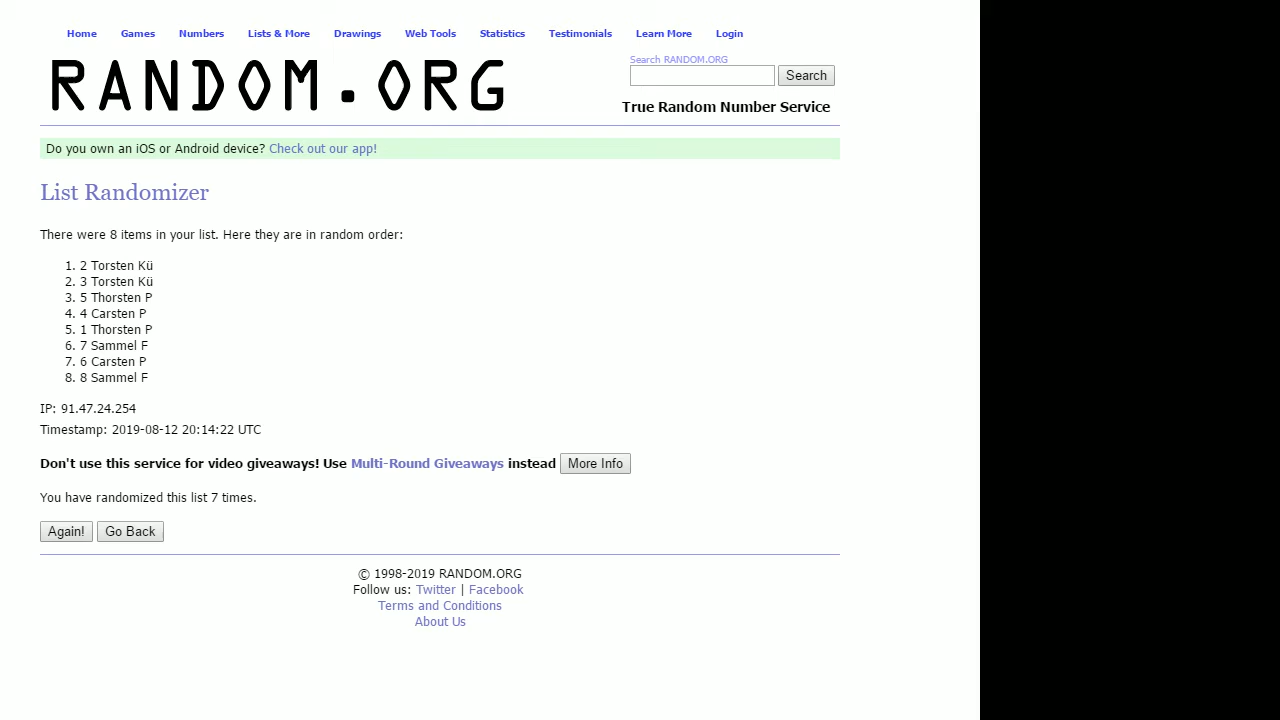 Home Games Numbers Lists & More Drawings Web Tools Statistics Testimonials Learn More Login
RANDOM.ORG
Search RANDOM.ORG
Search
True Random Number Service
Do you own an iOS or Android device? Check out our app!
List Randomizer
There were 8 items in your list. Here they are in random order:
1. 2 Torsten Kü
2. 3 Torsten Kü
3. 5 Thorsten P
4. 4 Carsten P
5. 1 Thorsten P
6. 7 Sammel F
7. 6 Carsten P
8. 8 Sammel F
IP: 91.47.24.254
Timestamp: 2019-08-12 20:14:22 UTC
Don't use this service for video giveaways! Use Multi-Round Giveaways instead More Info
You have randomized this list 7 times.
Again! Go Back
© 1998-2019 RANDOM.ORG
Follow us: Twitter | Facebook
Terms and Conditions
About Us